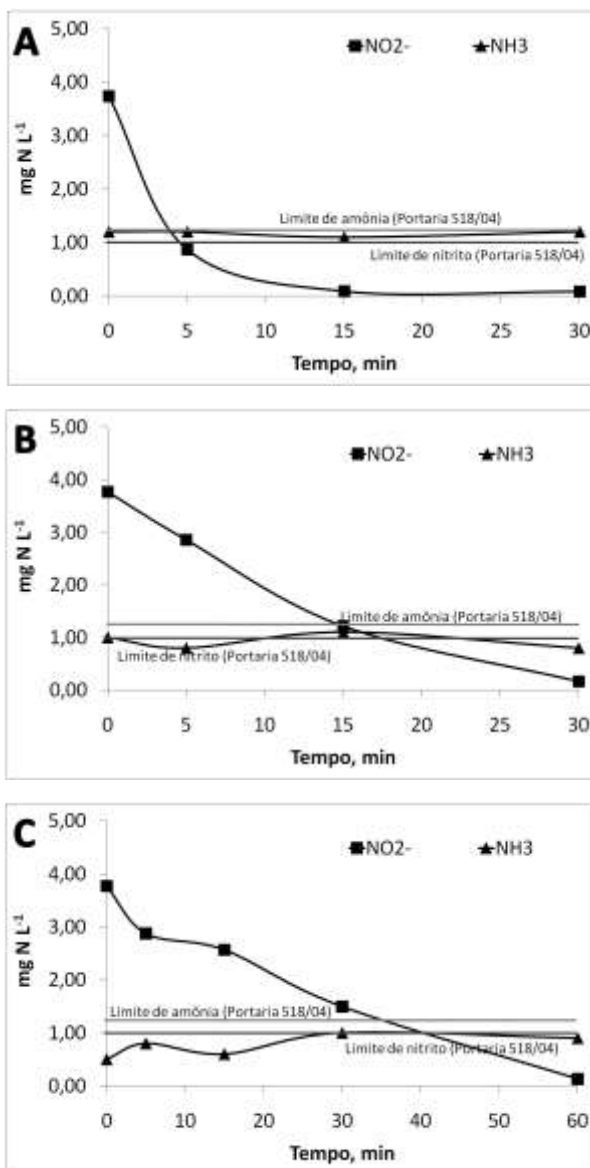 A
5,00
NO2-
NH3
4,00
3,00
mg N L-1
2,00
Limite de amônia (Portaria 518/04)
1,00
Limite de nitrito (Portaria 518/04)
0,00
0 5 10 15 20 25 30
Tempo, min
B
5,00
NO2-
NH3
4,00
3,00
mg N L-1
2,00
Limite de amônia (Portaria 518/04)
1,00
Limite de nitrito (Portaria 518/04)
0,00
0 5 10 15 20 25 30
Tempo, min
C
5,00
NO2-
NH3
4,00
3,00
mg N L-1
2,00
Limite de amônia (Portaria 518/04)
1,00
Limite de nitrito (Portaria 518/04)
0,00
0 10 20 30 40 50 60
Tempo, min